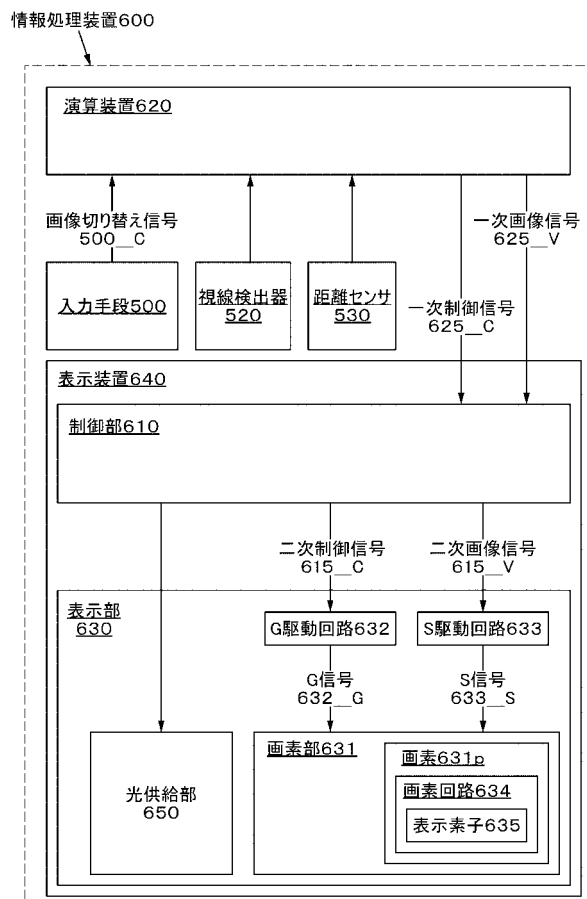 情報処理装置600
演算装置620
画像切り替え信号
500__C
一次画像信号
625__V
入力手段500
視線検出器
520
距離センサ
530
一次制御信号
625__C
表示装置640
制御部610
二次制御信号
615__C
二次画像信号
615__V
表示部
630
G駆動回路632
S駆動回路633
G信号
632__G
S信号
633__S
画素部631
画素631p
画素回路634
表示素子635
光供給部
650